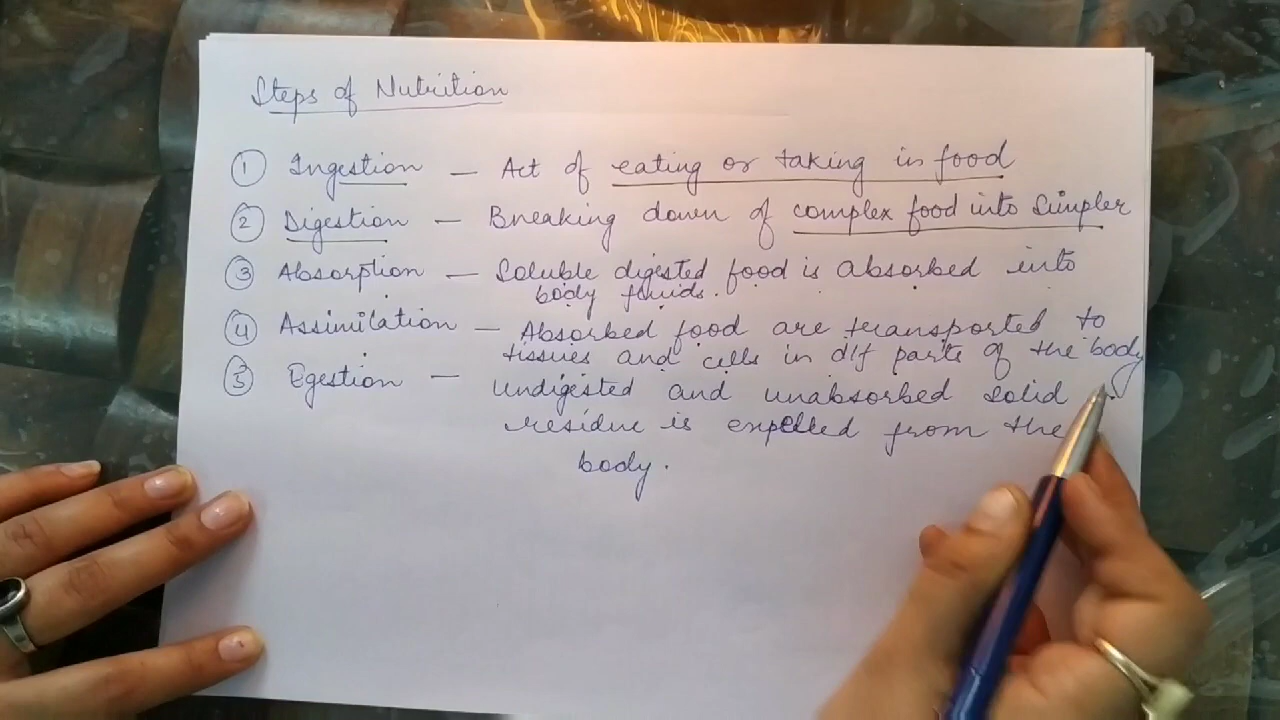 Steps of Nutrition
① Ingestion — Act of eating or taking in food
② Digestion — Breaking down of complex food into Simpler
③ Absorption — Soluble digested food is absorbed into
body fluids.
④ Assimilation — Absorbed food are transported to
tissues and cells in dif parts of the body
⑤ Egestion — undigested and unabsorbed solid
residue is expelled from the
body.